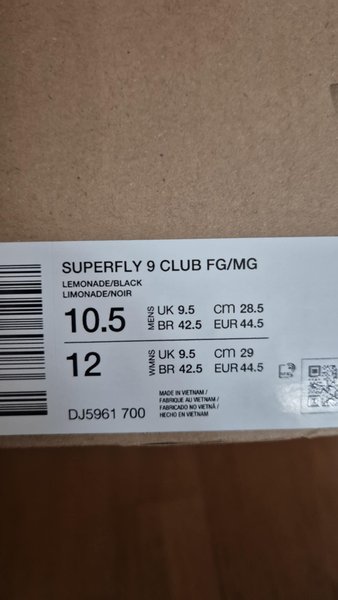 SUPERFLY 9 CLUB FG/MG
LEMONADE/BLACK
LIMONADE/NOIR
10.5 MENS UK 9.5 cm 28.5
BR 42.5 EUR 44.5
12 WMNS UK 9.5 cm 29
BR 42.5 EUR 44.5
DJ5961 700
MADE IN VIETNAM /
FABRIQUÉ AU VIETNAM /
FABRICADO NO VIETNÃ /
HECHO EN VIETNAM